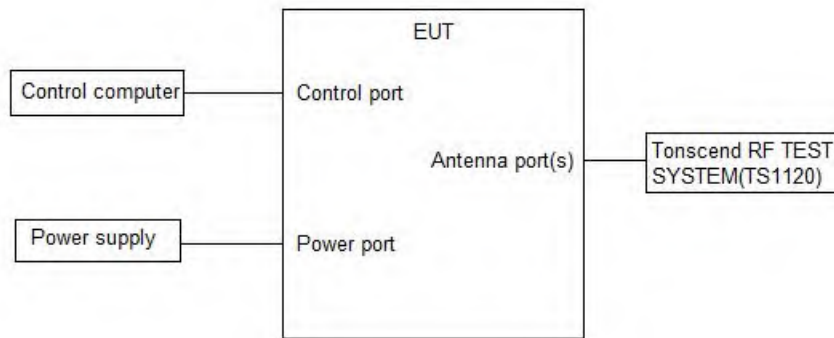 EUT
Control computer
Control port
Antenna port(s)
Tonscend RF TEST
SYSTEM(TS1120)
Power supply
Power port